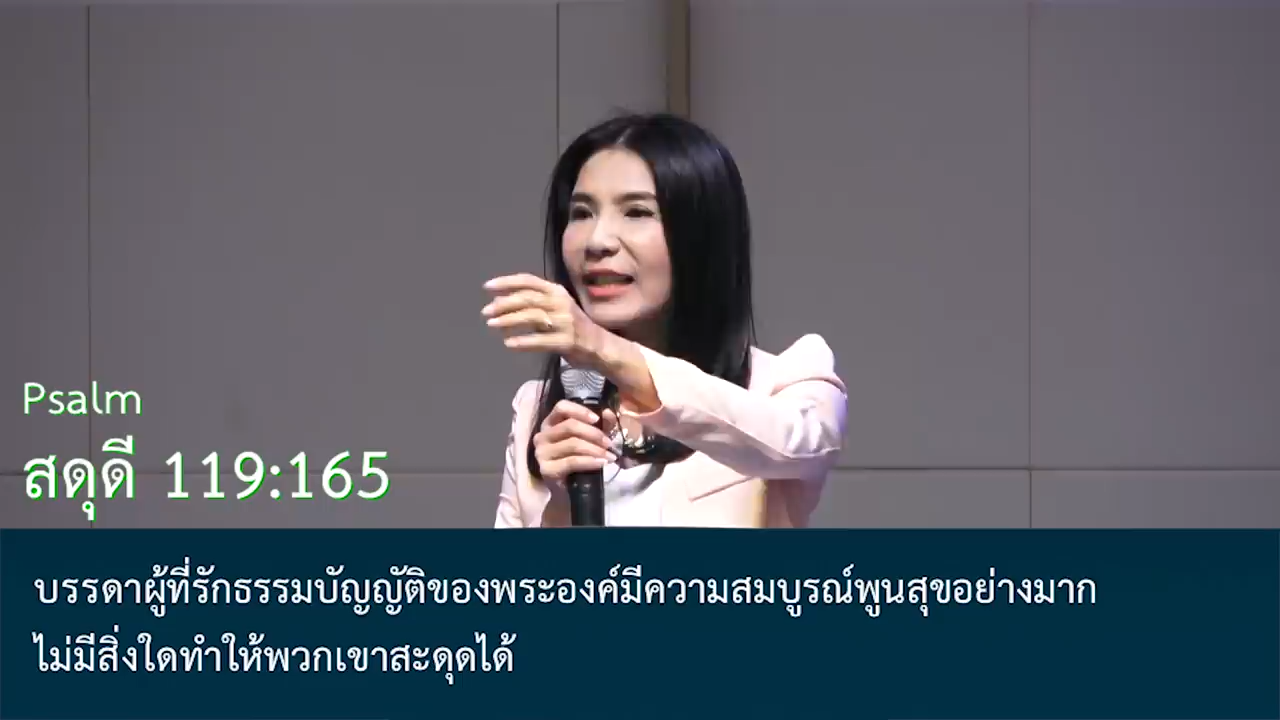 Psalm
สดุดี 119:165
บรรดาผู้ที่รักธรรมบัญญัติของพระองค์มีความสมบูรณ์พูนสุขอย่างมาก
ไม่มีสิ่งใดทำให้พวกเขาสะดุดได้